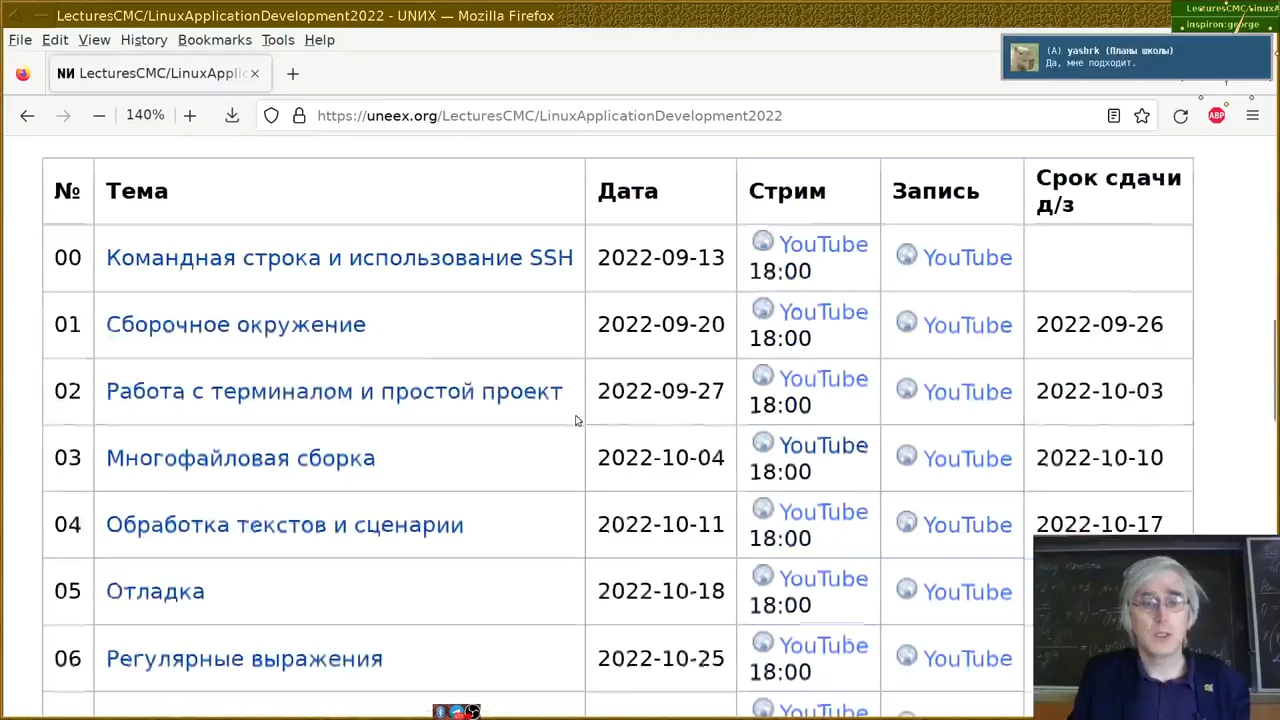 LecturesCMC/LinuxApplicationDevelopment2022 - UNИX — Mozilla Firefox
inspiron:george
File Edit View History Bookmarks Tools Help
(A) yashrk (Планы школы)
Да, мне подходит.
NИ LecturesCMC/LinuxApplic
140%
https://uneex.org/LecturesCMC/LinuxApplicationDevelopment2022
ABP
№ Тема Дата Стрим Запись Срок сдачи д/з
00 Командная строка и использование SSH 2022-09-13 YouTube 18:00 YouTube
01 Сборочное окружение 2022-09-20 YouTube 18:00 YouTube 2022-09-26
02 Работа с терминалом и простой проект 2022-09-27 YouTube 18:00 YouTube 2022-10-03
03 Многофайловая сборка 2022-10-04 YouTube 18:00 YouTube 2022-10-10
04 Обработка текстов и сценарии 2022-10-11 YouTube 18:00 YouTube 2022-10-17
05 Отладка 2022-10-18 YouTube 18:00 YouTube
06 Регулярные выражения 2022-10-25 YouTube 18:00 YouTube
YouTube